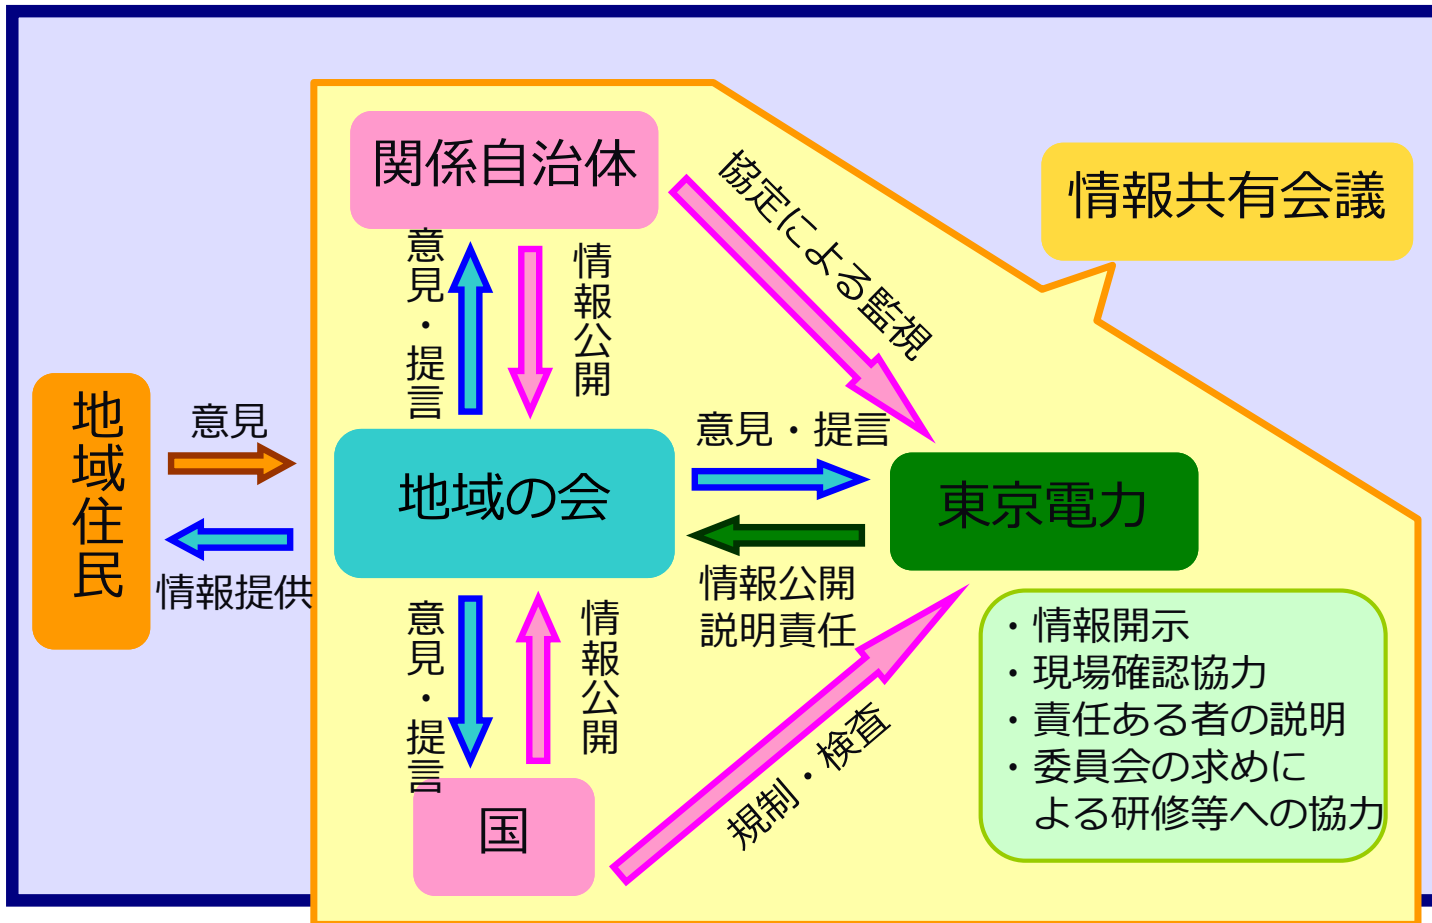 関係自治体
協定による監視
情報共有会議
意見・提言
情報公開
地域住民
意見
情報提供
地域の会
意見・提言
情報公開
説明責任
東京電力
意見・提言
情報公開
規制・検査
国
・情報開示
・現場確認協力
・責任ある者の説明
・委員会の求めに
よる研修等への協力